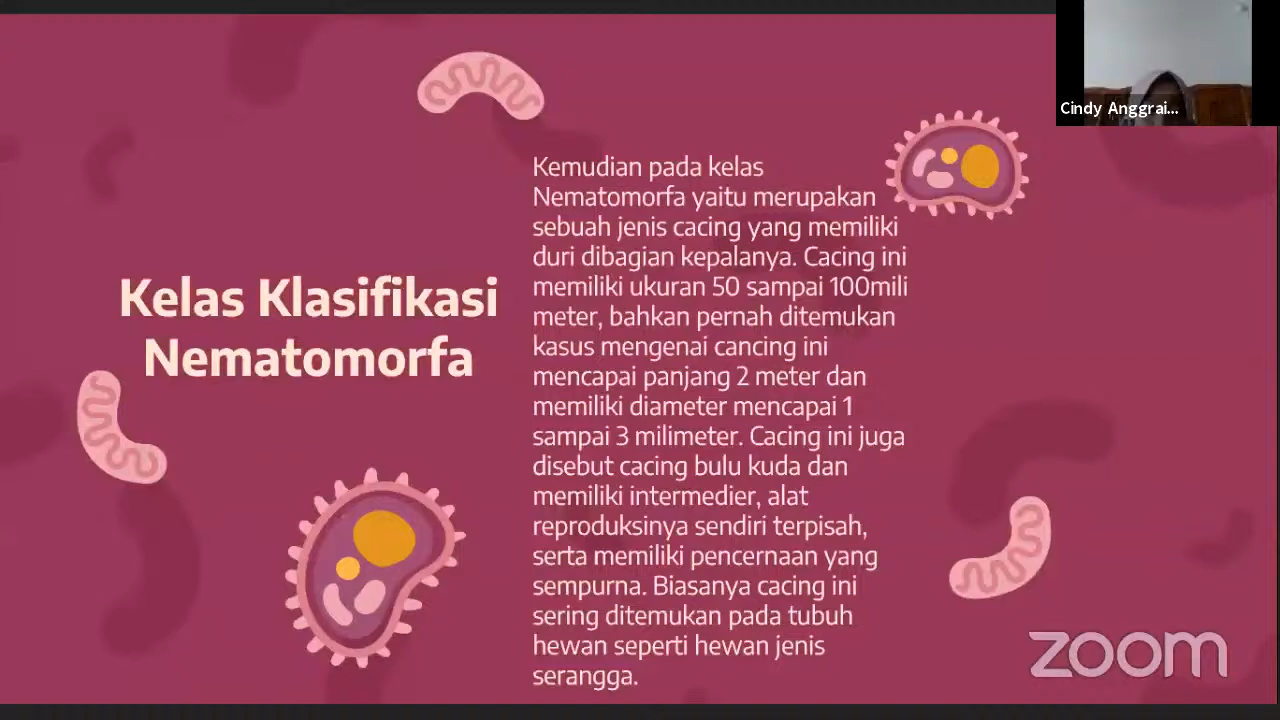 Cindy Anggrai...
Kelas Klasifikasi
Nematomorfa
Kemudian pada kelas
Nematomorfa yaitu merupakan
sebuah jenis cacing yang memiliki
duri dibagian kepalanya. Cacing ini
memiliki ukuran 50 sampai 100mili
meter, bahkan pernah ditemukan
kasus mengenai cancing ini
mencapai panjang 2 meter dan
memiliki diameter mencapai 1
sampai 3 milimeter. Cacing ini juga
disebut cacing bulu kuda dan
memiliki intermedier, alat
reproduksinya sendiri terpisah,
serta memiliki pencernaan yang
sempurna. Biasanya cacing ini
sering ditemukan pada tubuh
hewan seperti hewan jenis
serangga.
zoom